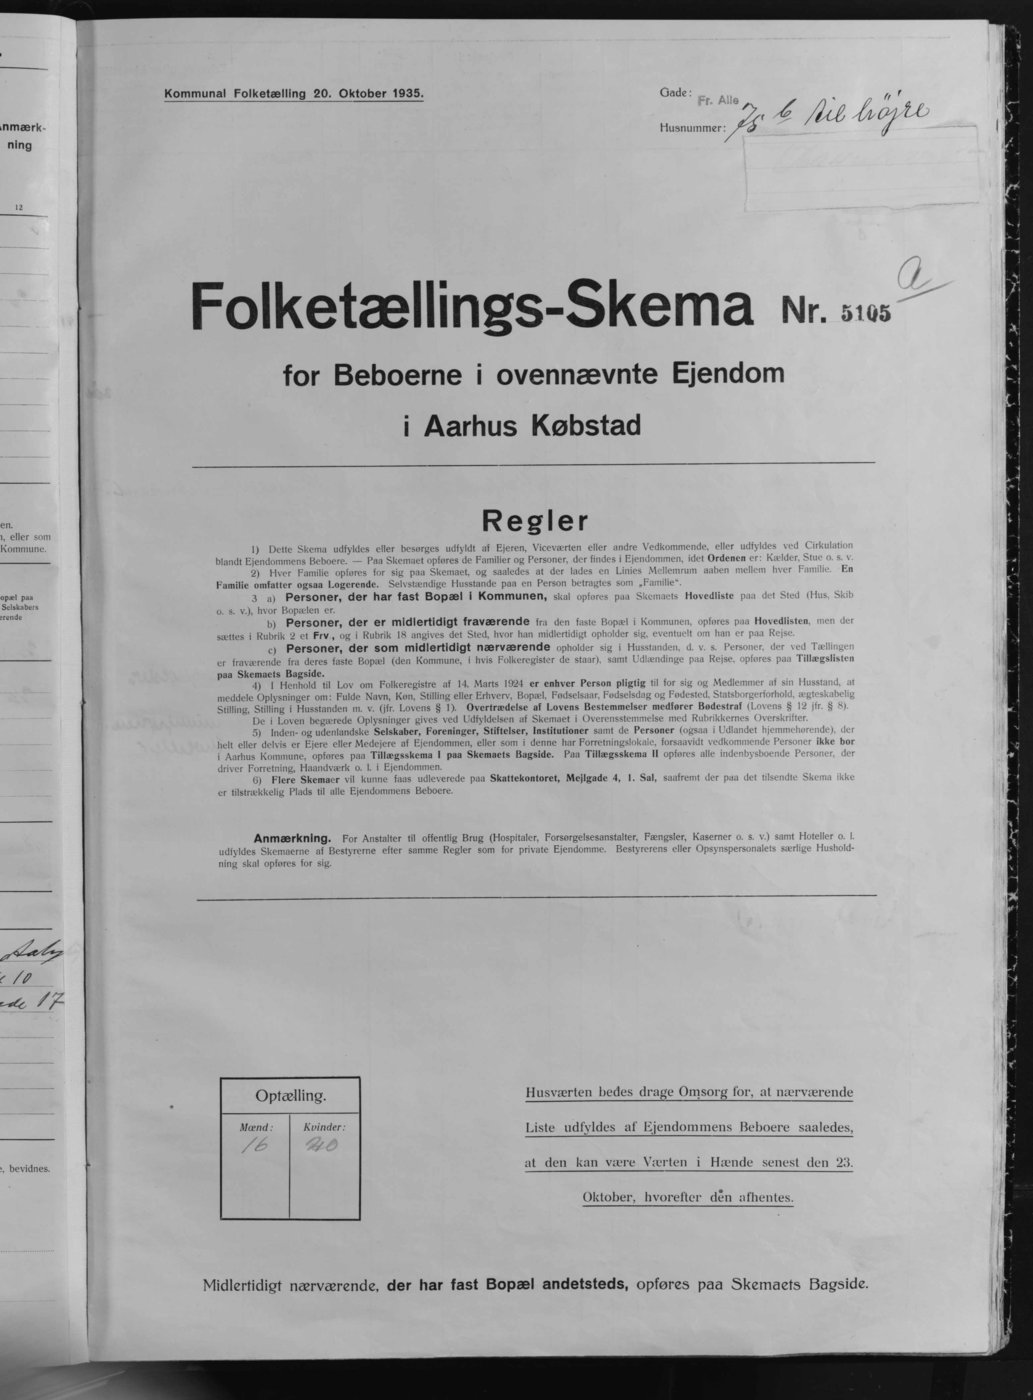 nmærk-
ning
12
en.
, eller som
Kommune.
opæl paa
Selskabers
erende
Aaby
10
ade 17
, bevidnes.
Kommunal Folketælling 20. Oktober 1935.
Gade: Fr. Alle
Husnummer: 75 b til højre
Folketællings-Skema Nr. 5105 a
for Beboerne i ovennævnte Ejendom
i Aarhus Købstad
Regler
1) Dette Skema udfyldes eller besørges udfyldt af Ejeren, Viceværten eller andre Vedkommende, eller udfyldes ved Cirkulation
blandt Ejendommens Beboere. — Paa Skemaet opføres de Familier og Personer, der findes i Ejendommen, idet Ordenen er: Kælder, Stue o. s. v.
2) Hver Familie opføres for sig paa Skemaet, og saaledes at der lades en Linies Mellemrum aaben mellem hver Familie. En
Familie omfatter ogsaa Logerende. Selvstændige Husstande paa en Person betragtes som „Familie“.
3 a) Personer, der har fast Bopæl i Kommunen, skal opføres paa Skemaets Hovedliste paa det Sted (Hus, Skib
o. s. v.), hvor Bopælen er.
b) Personer, der er midlertidigt fraværende fra den faste Bopæl i Kommunen, opføres paa Hovedlisten, men der
sættes i Rubrik 2 et Frv., og i Rubrik 18 angives det Sted, hvor han midlertidigt opholder sig, eventuelt om han er paa Rejse.
c) Personer, der som midlertidigt nærværende opholder sig i Husstanden, d. v. s. Personer, der ved Tællingen
er fraværende fra deres faste Bopæl (den Kommune, i hvis Folkeregister de staar), samt Udlændinge paa Rejse, opføres paa Tillægslisten
paa Skemaets Bagside.
4) I Henhold til Lov om Folkeregistre af 14. Marts 1924 er enhver Person pligtig til for sig og Medlemmer af sin Husstand, at
meddele Oplysninger om: Fulde Navn, Køn, Stilling eller Erhverv, Bopæl, Fødselsaar, Fødselsdag og Fødested, Statsborgerforhold, ægteskabelig
Stilling, Stilling i Husstanden m. v. (jfr. Lovens § 1). Overtrædelse af Lovens Bestemmelser medfører Bødestraf (Lovens § 12 jfr. § 8).
De i Loven begærede Oplysninger gives ved Udfyldelsen af Skemaet i Overensstemmelse med Rubrikkernes Overskrifter.
5) Inden- og udenlandske Selskaber, Foreninger, Stiftelser, Institutioner samt de Personer (ogsaa i Udlandet hjemmehørende), der
helt eller delvis er Ejere eller Medejere af Ejendommen, eller som i denne har Forretningslokale, forsaavidt vedkommende Personer ikke bor
i Aarhus Kommune, opføres paa Tillægsskema I paa Skemaets Bagside. Paa Tillægsskema II opføres alle indenbysboende Personer, der
driver Forretning, Haandværk o. l. i Ejendommen.
6) Flere Skemaer vil kunne faas udleverede paa Skattekontoret, Mejlgade 4, 1. Sal, saafremt der paa det tilsendte Skema ikke
er tilstrækkelig Plads til alle Ejendommens Beboere.
Anmærkning. For Anstalter til offentlig Brug (Hospitaler, Forsørgelsesanstalter, Fængsler, Kaserner o. s. v.) samt Hoteller o. l.
udfyldes Skemaerne af Bestyrerne efter samme Regler som for private Ejendomme. Bestyrerens eller Opsynspersonalets særlige Hushold-
ning skal opføres for sig.
Optælling.
Mænd: Kvinder:
16 20
Husværten bedes drage Omsorg for, at nærværende
Liste udfyldes af Ejendommens Beboere saaledes,
at den kan være Værten i Hænde senest den 23.
Oktober, hvorefter den afhentes.
Midlertidigt nærværende, der har fast Bopæl andetsteds, opføres paa Skemaets Bagside.